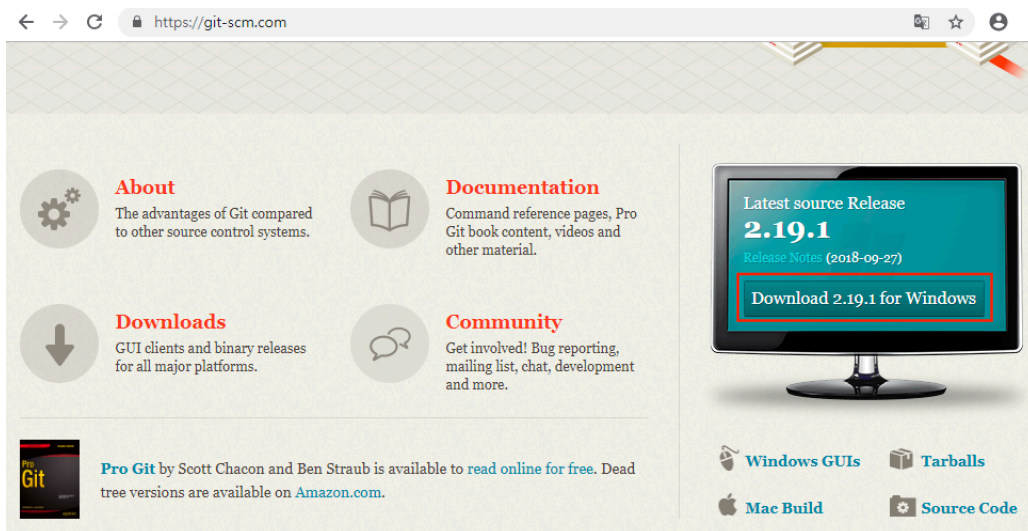 https://git-scm.com
About
The advantages of Git compared
to other source control systems.
Documentation
Command reference pages, Pro
Git book content, videos and
other material.
Downloads
GUI clients and binary releases
for all major platforms.
Community
Get involved! Bug reporting,
mailing list, chat, development
and more.
Pro
Git
Pro Git by Scott Chacon and Ben Straub is available to read online for free. Dead
tree versions are available on Amazon.com.
Latest source Release
2.19.1
Release Notes (2018-09-27)
Download 2.19.1 for Windows
Windows GUIs
Tarballs
Mac Build
Source Code